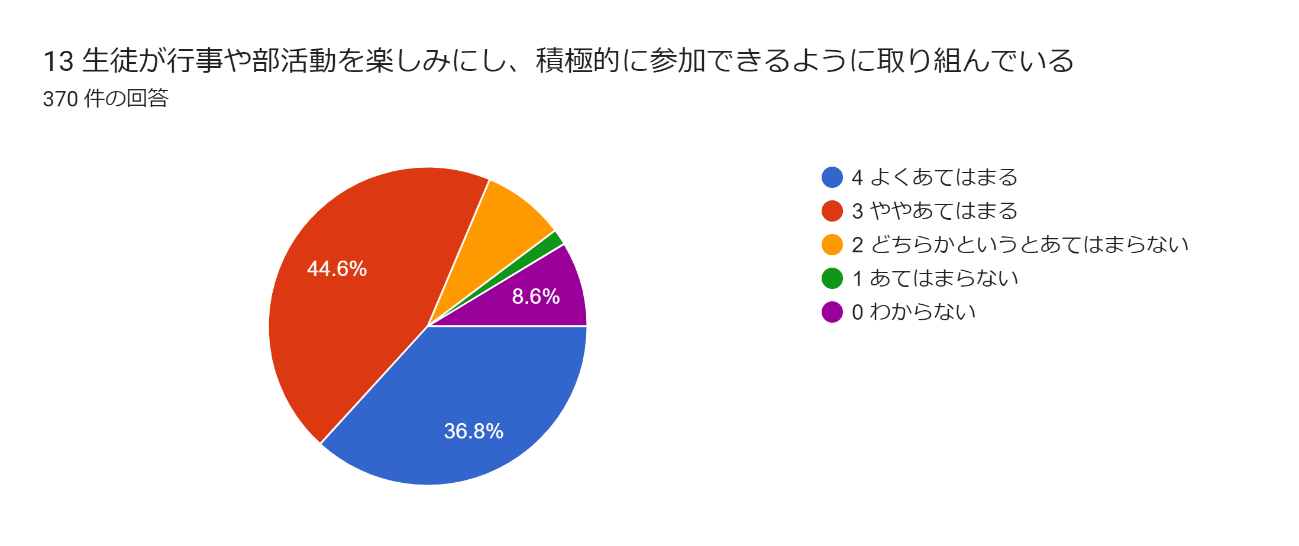 13 生徒が行事や部活動を楽しみにし、積極的に参加できるように取り組んでいる
370 件の回答
4 よくあてはまる
3 ややあてはまる
2 どちらかというとあてはまらない
1 あてはまらない
0 わからない
44.6%
8.6%
36.8%